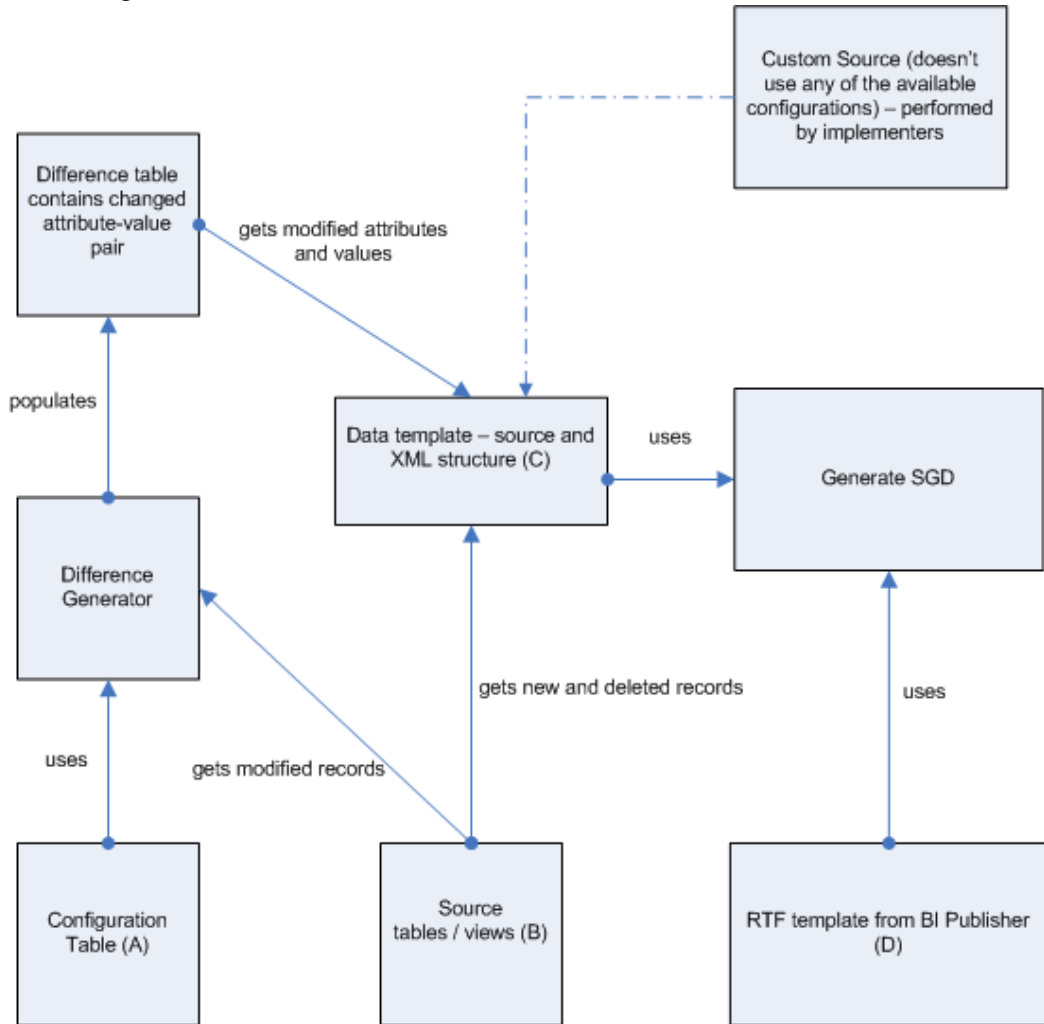 Custom Source (doesn't
use any of the available
configurations) – performed
by implementers
Difference table
contains changed
attribute-value
pair
gets modified attributes
and values
populates
Data template – source and
XML structure (C)
uses
Generate SGD
Difference
Generator
gets new and deleted records
uses
uses
gets modified records
Configuration
Table (A)
Source
tables / views (B)
RTF template from BI Publisher
(D)